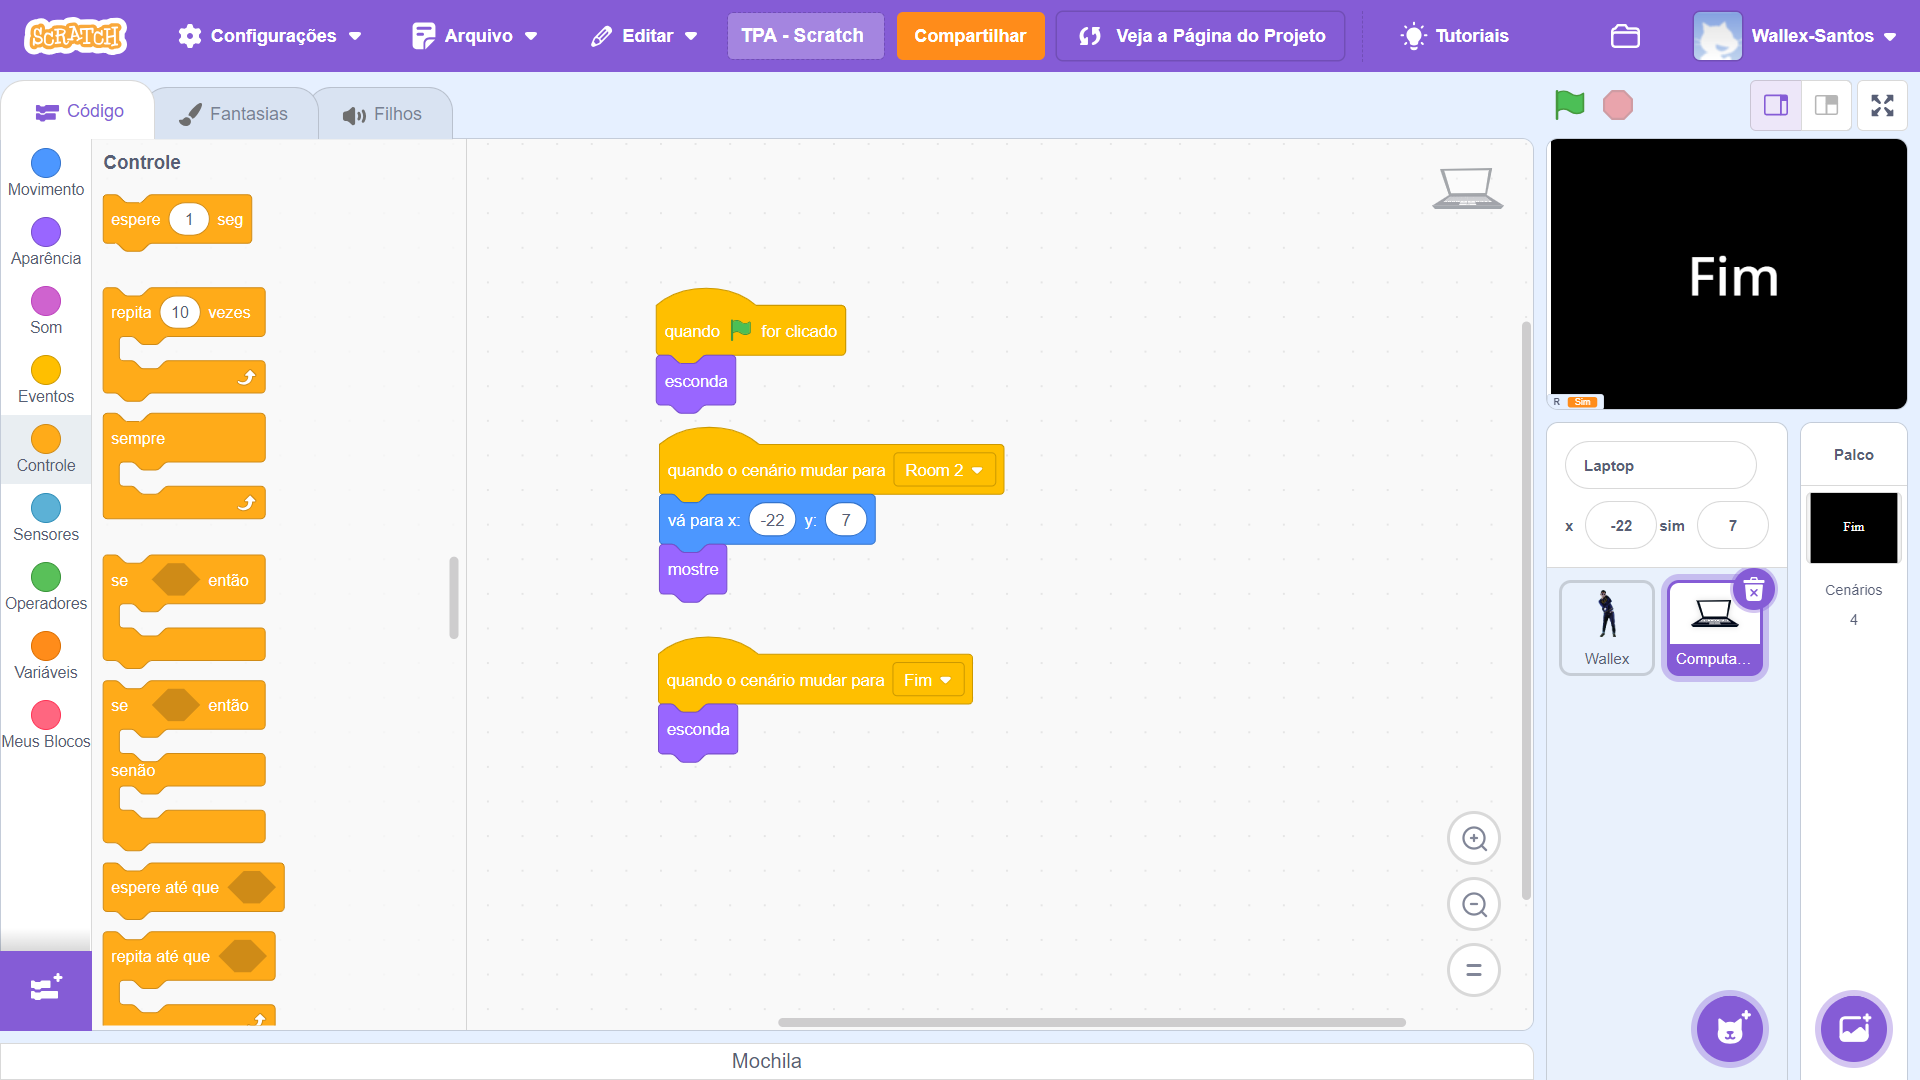 SCRATCH
Configurações
Arquivo
Editar
TPA - Scratch
Compartilhar
Veja a Página do Projeto
Tutoriais
Wallex-Santos
Código
Fantasias
Filhos
Movimento
Aparência
Som
Eventos
Controle
Sensores
Operadores
Variáveis
Meus Blocos
Controle
espere 1 seg
repita 10 vezes
sempre
se então
se então
senão
espere até que
repita até que
quando for clicado
esconda
quando o cenário mudar para Room 2
vá para x: -22 y: 7
mostre
quando o cenário mudar para Fim
esconda
Fim
R Sim
Laptop
x -22 sim 7
Wallex
Computa...
Palco
Fim
Cenários
4
Mochila